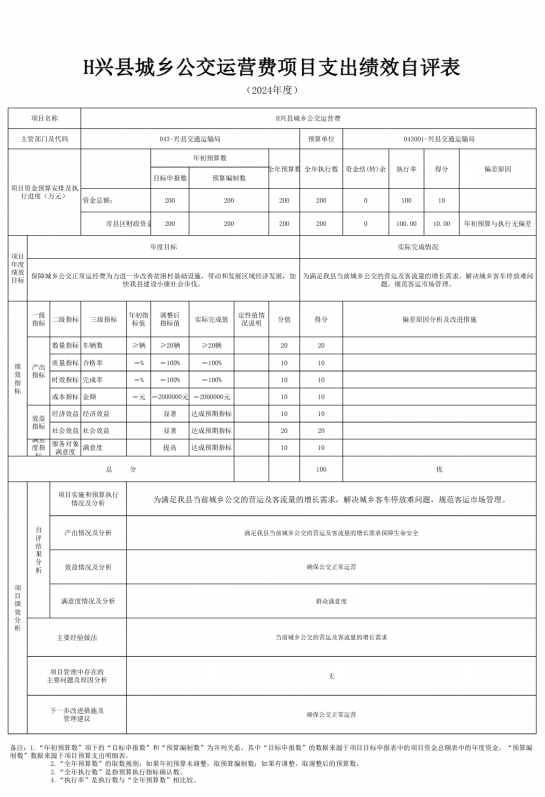 H兴县城乡公交运营费项目支出绩效自评表
（2024年度）
项目名称 H兴县城乡公交运营费
主管部门及代码 043-兴县交通运输局 预算单位 043001-兴县交通运输局
项目资金预算安排及执行进度（万元） 年初预算数 全年预算数 全年执行数 资金结(转)余 执行率 得分 偏差原因
目标申报数 预算编制数
资金总额: 200 200 200 200 0 100 10
市县区财政资金 200 200 200 200 0 100.00 10.00 年初预算与执行无偏差
项目年度绩效目标 年度目标 实际完成情况
保障城乡公交正常运经费为力进一步改善贫困村基础设施，带动和发展区域经济发展，加
快我县建设小康社会步伐。
为满足我县当前城乡公交的营运及客流量的增长需求，解决城乡客车停放难问
题，规范客运市场管理。
绩效指标 一级指标 二级指标 三级指标 年初指标值 调整后指标值 实际完成值 定性值情况说明 分值 得分 偏差原因分析及改进措施
产出指标 数量指标 车辆数 ≥辆 ≥20辆 ≥20辆 20 20
质量指标 合格率 =% =100% =100% 10 10
时效指标 完成率 =% =100% =100% 10 10
成本指标 金额 =元 =2000000元 =2000000元 10 10
效益指标 经济效益 经济效益 显著 达成预期指标 10 10
社会效益 社会效益 显著 达成预期指标 20 20
满意度指标 服务对象满意度 满意度 提高 达成预期指标 10 10
总 分 100 优
项目绩效分析 自评结果分析 项目实施和预算执行情况及分析 为满足我县当前城乡公交的营运及客流量的增长需求，解决城乡客车停放难问题，规范客运市场管理。
产出情况及分析 满足我县当前城乡公交的营运及客流量的增长需求保障生命安全
效益情况及分析 确保公交正常运营
满意度情况及分析 群众满意度
主要经验做法 当前城乡公交的营运及客流量的增长需求
项目管理中存在的
主要问题及原因分析 无
下一步改进措施及
管理建议 确保公交正常运营
备注：1.“年初预算数”项下的“目标申报数”和“预算编制数”为并列关系，其中“目标申报数”的数据来源于项目目标申报表中的项目资金总额表中的年度资金，“预算编
制数”数据来源于项目预算支出明细表。
2.“全年预算数”的取数规则，如果年初预算未调整，取预算编制数；如果有调整，取调整后的预算数。
3.“全年执行数”是指预算执行指标确认数。
4.“执行率”是执行数与“全年预算数”相比较。